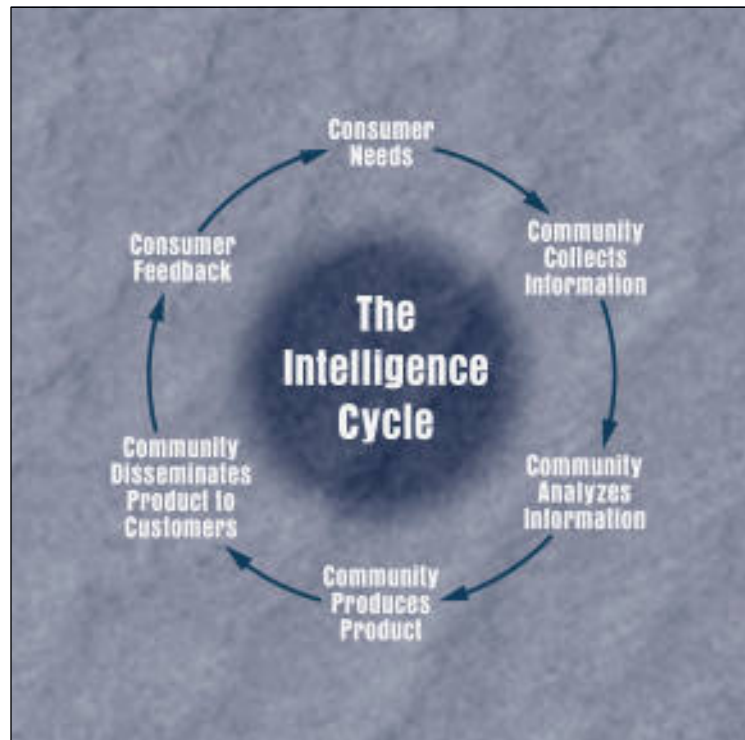 Consumer
Needs
Community
Collects
Information
Community
Analyzes
Information
Community
Produces
Product
Community
Disseminates
Product to
Customers
Consumer
Feedback
The
Intelligence
Cycle